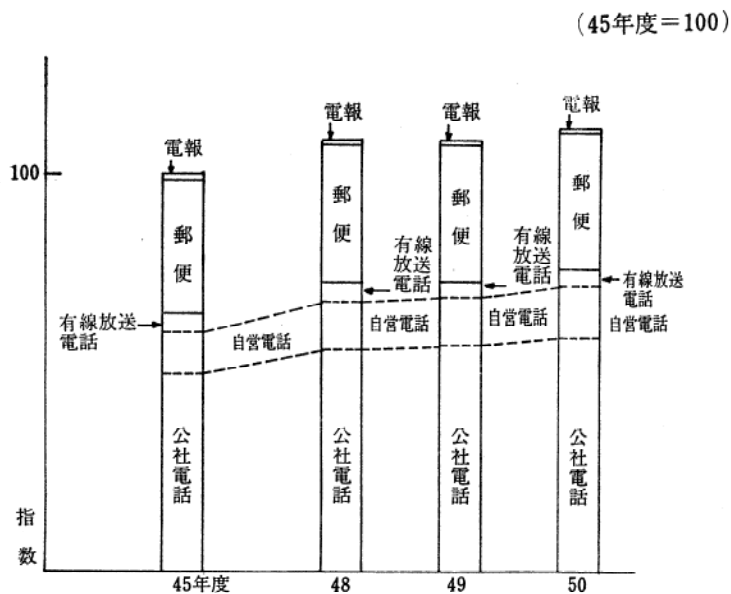 (45年度=100)
100
電報
電報
電報
電報
郵便
郵便
郵便
郵便
有線放送
電話
有線
放送
電話
有線
放送
電話
有線放送
電話
自営電話
自営電話
自営電話
自営電話
公社電話
公社電話
公社電話
公社電話
指数
45年度
48
49
50